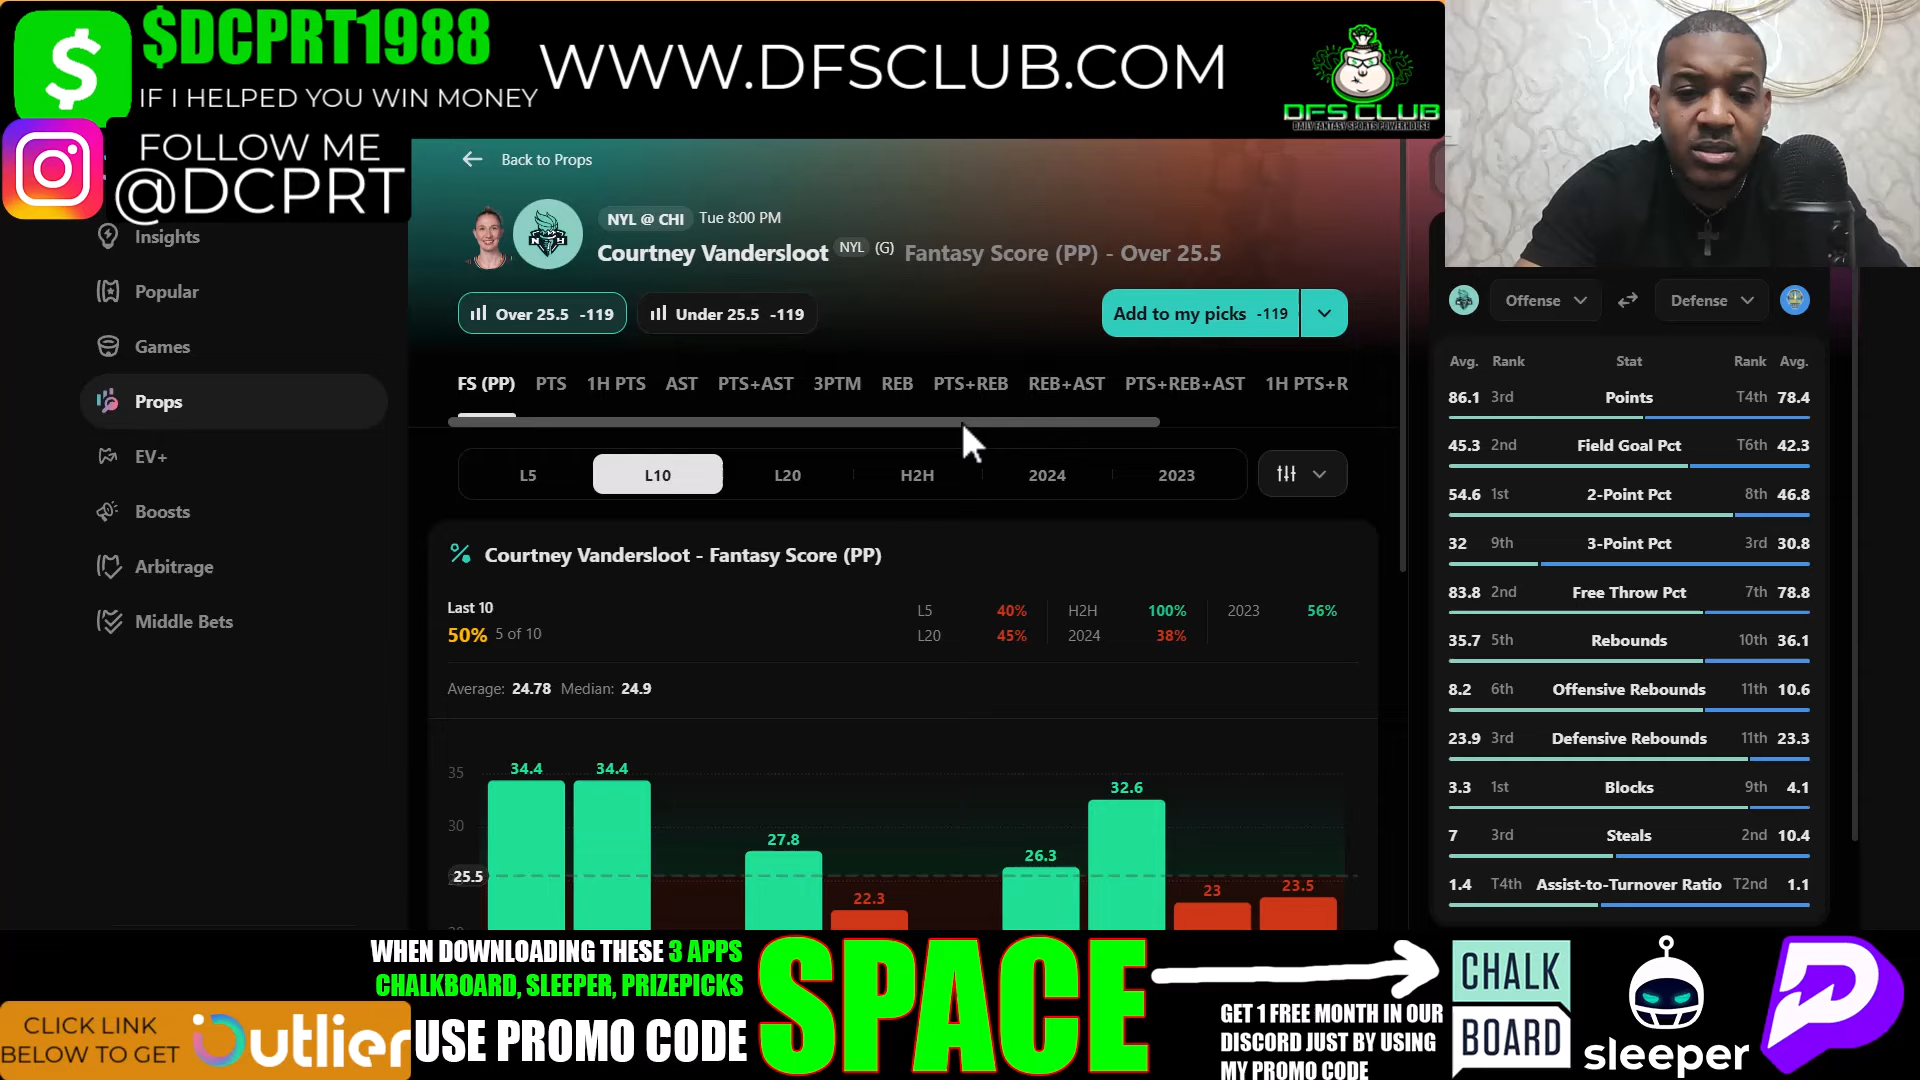 $DCPRT1988
IF I HELPED YOU WIN MONEY
WWW.DFSCLUB.COM
DFS CLUB
DAILY FANTASY SPORTS POWERHOUSE
FOLLOW ME
@DCPRT
Insights
Popular
Games
Props
EV+
Boosts
Arbitrage
Middle Bets
Back to Props
NYL @ CHI Tue 8:00 PM
Courtney Vandersloot NYL (G) Fantasy Score (PP) - Over 25.5
Over 25.5 -119 Under 25.5 -119 Add to my picks -119
FS (PP) PTS 1H PTS AST PTS+AST 3PTM REB PTS+REB REB+AST PTS+REB+AST 1H PTS+R
L5 L10 L20 H2H 2024 2023
Courtney Vandersloot - Fantasy Score (PP)
Last 10
50% 5 of 10
L5 40% H2H 100% 2023 56%
L20 45% 2024 38%
Average: 24.78 Median: 24.9
35
30
25.5
34.4
34.4
27.8
22.3
26.3
32.6
23
23.5
Offense Defense
Avg. Rank Stat Rank Avg.
86.1 3rd Points T4th 78.4
45.3 2nd Field Goal Pct T6th 42.3
54.6 1st 2-Point Pct 8th 46.8
32 9th 3-Point Pct 3rd 30.8
83.8 2nd Free Throw Pct 7th 78.8
35.7 5th Rebounds 10th 36.1
8.2 6th Offensive Rebounds 11th 10.6
23.9 3rd Defensive Rebounds 11th 23.3
3.3 1st Blocks 9th 4.1
7 3rd Steals 2nd 10.4
1.4 T4th Assist-to-Turnover Ratio T2nd 1.1
WHEN DOWNLOADING THESE 3 APPS
CHALKBOARD, SLEEPER, PRIZEPICKS
USE PROMO CODE
SPACE
CLICK LINK
BELOW TO GET
Outlier
GET 1 FREE MONTH IN OUR
DISCORD JUST BY USING
MY PROMO CODE
CHALK
BOARD
sleeper